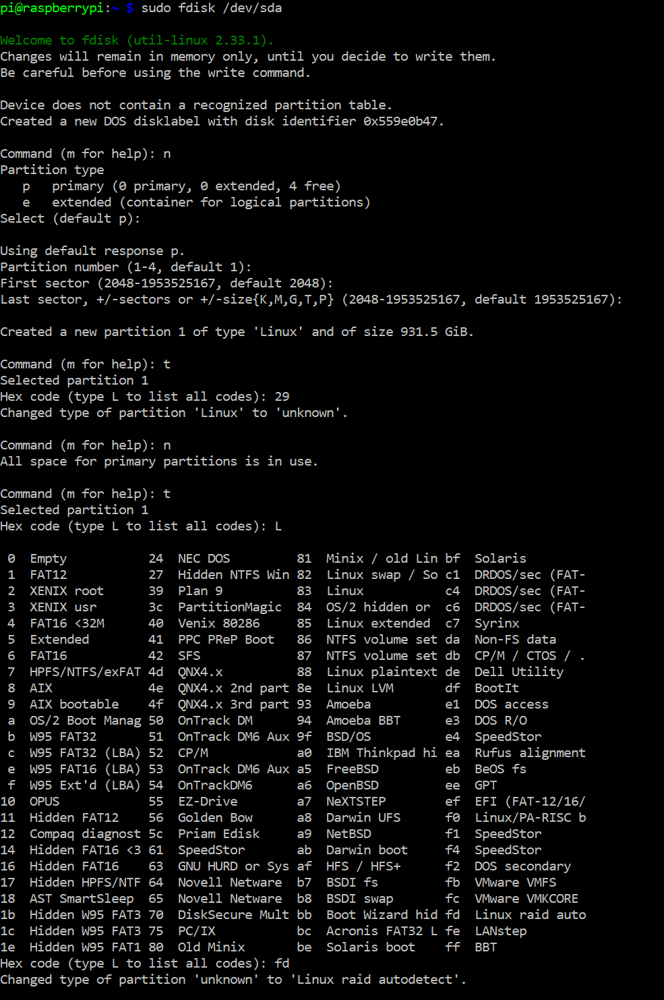 pi@raspberrypi:~ $ sudo fdisk /dev/sda
Welcome to fdisk (util-linux 2.33.1).
Changes will remain in memory only, until you decide to write them.
Be careful before using the write command.
Device does not contain a recognized partition table.
Created a new DOS disklabel with disk identifier 0x559e0b47.
Command (m for help): n
Partition type
   p   primary (0 primary, 0 extended, 4 free)
   e   extended (container for logical partitions)
Select (default p):
Using default response p.
Partition number (1-4, default 1):
First sector (2048-1953525167, default 2048):
Last sector, +/-sectors or +/-size{K,M,G,T,P} (2048-1953525167, default 1953525167):
Created a new partition 1 of type 'Linux' and of size 931.5 GiB.
Command (m for help): t
Selected partition 1
Hex code (type L to list all codes): 29
Changed type of partition 'Linux' to 'unknown'.
Command (m for help): n
All space for primary partitions is in use.
Command (m for help): t
Selected partition 1
Hex code (type L to list all codes): L
 0  Empty           24  NEC DOS         81  Minix / old Lin bf  Solaris
 1  FAT12           27  Hidden NTFS Win 82  Linux swap / So c1  DRDOS/sec (FAT-
 2  XENIX root      39  Plan 9          83  Linux           c4  DRDOS/sec (FAT-
 3  XENIX usr       3c  PartitionMagic  84  OS/2 hidden or  c6  DRDOS/sec (FAT-
 4  FAT16 <32M      40  Venix 80286     85  Linux extended  c7  Syrinx
 5  Extended        41  PPC PReP Boot   86  NTFS volume set da  Non-FS data
 6  FAT16           42  SFS             87  NTFS volume set db  CP/M / CTOS / .
 7  HPFS/NTFS/exFAT 4d  QNX4.x          88  Linux plaintext de  Dell Utility
 8  AIX             4e  QNX4.x 2nd part 8e  Linux LVM       df  BootIt
 9  AIX bootable    4f  QNX4.x 3rd part 93  Amoeba          e1  DOS access
 a  OS/2 Boot Manag 50  OnTrack DM      94  Amoeba BBT      e3  DOS R/O
 b  W95 FAT32       51  OnTrack DM6 Aux 9f  BSD/OS          e4  SpeedStor
 c  W95 FAT32 (LBA) 52  CP/M            a0  IBM Thinkpad hi ea  Rufus alignment
 e  W95 FAT16 (LBA) 53  OnTrack DM6 Aux a5  FreeBSD         eb  BeOS fs
 f  W95 Ext'd (LBA) 54  OnTrackDM6      a6  OpenBSD         ee  GPT
10  OPUS            55  EZ-Drive        a7  NeXTSTEP        ef  EFI (FAT-12/16/
11  Hidden FAT12    56  Golden Bow      a8  Darwin UFS      f0  Linux/PA-RISC b
12  Compaq diagnost 5c  Priam Edisk     a9  NetBSD          f1  SpeedStor
14  Hidden FAT16 <3 61  SpeedStor       ab  Darwin boot     f4  SpeedStor
16  Hidden FAT16    63  GNU HURD or Sys af  HFS / HFS+      f2  DOS secondary
17  Hidden HPFS/NTF 64  Novell Netware  b7  BSDI fs         fb  VMware VMFS
18  AST SmartSleep  65  Novell Netware  b8  BSDI swap       fc  VMware VMKCORE
1b  Hidden W95 FAT3 70  DiskSecure Mult bb  Boot Wizard hid fd  Linux raid auto
1c  Hidden W95 FAT3 75  PC/IX           bc  Acronis FAT32 L fe  LANstep
1e  Hidden W95 FAT1 80  Old Minix       be  Solaris boot    ff  BBT
Hex code (type L to list all codes): fd
Changed type of partition 'unknown' to 'Linux raid autodetect'.